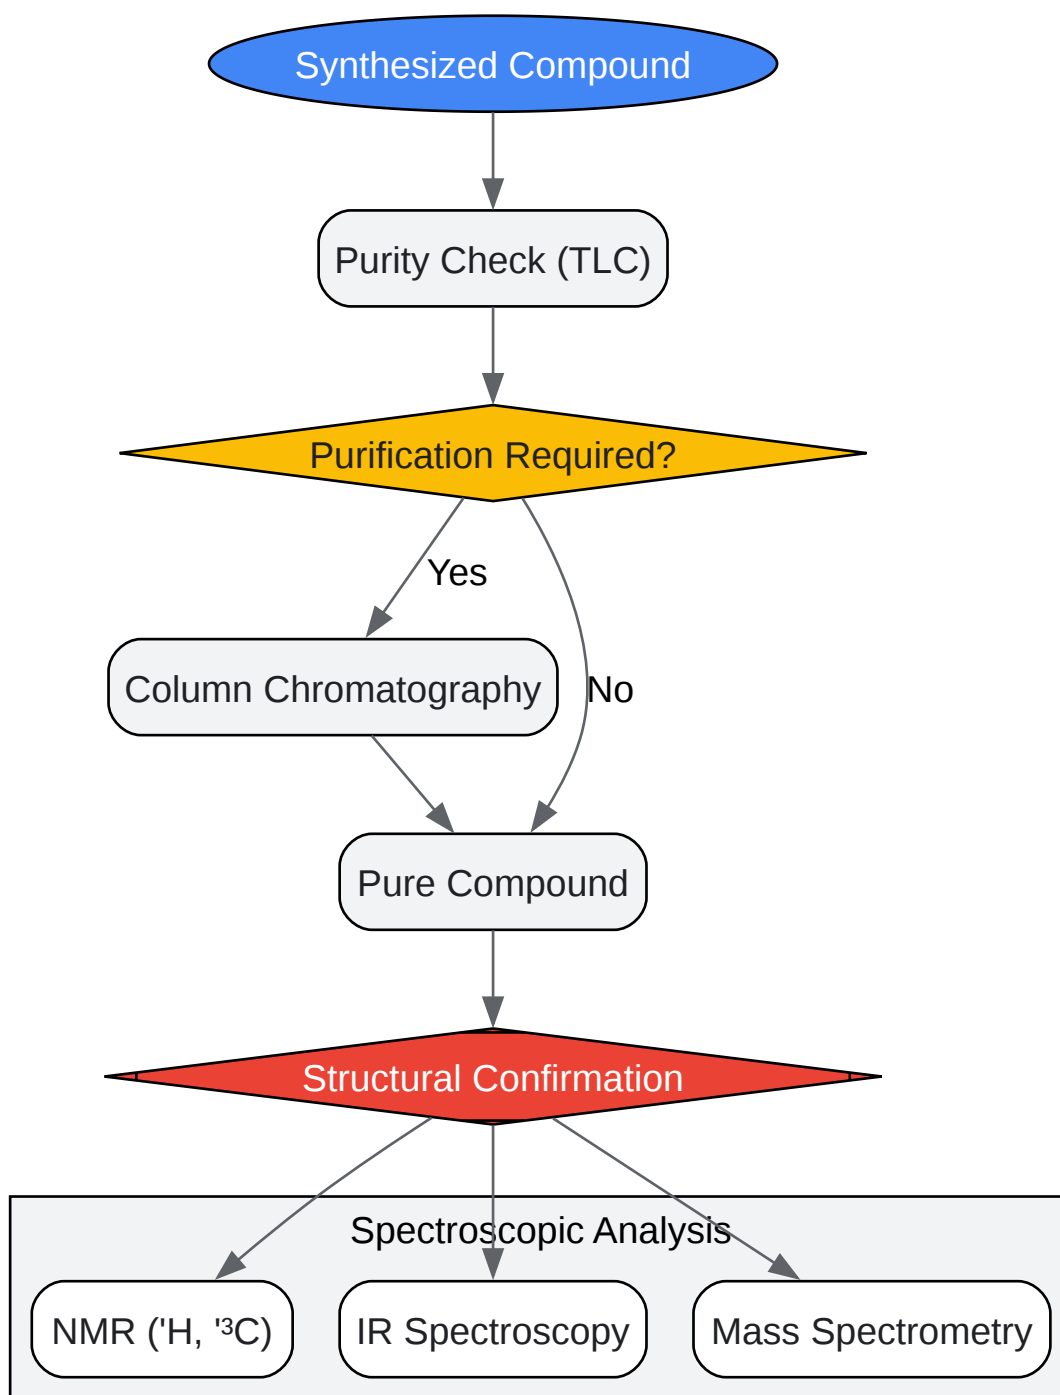 Synthesized Compound
Purity Check (TLC)
Purification Required?
Yes
Column Chromatography
No
Pure Compound
Structural Confirmation
Spectroscopic Analysis
NMR ('H, '³C)
IR Spectroscopy
Mass Spectrometry